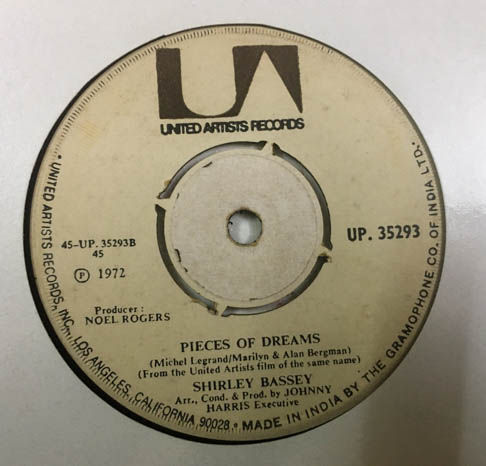 UA
UNITED ARTISTS RECORDS
UP. 35293
45-UP. 35293B
45
Ⓟ 1972
Producer :
NOEL ROGERS
PIECES OF DREAMS
(Michel Legrand/Marilyn & Alan Bergman)
(From the United Artists film of the same name)
SHIRLEY BASSEY
Arr., Cond. & Prod. by JOHNNY
HARRIS Executive
• UNITED ARTISTS RECORDS, INC. LOS ANGELES, CALIFORNIA 90028 • MADE IN INDIA BY THE GRAMOPHONE CO. OF INDIA LTD. •